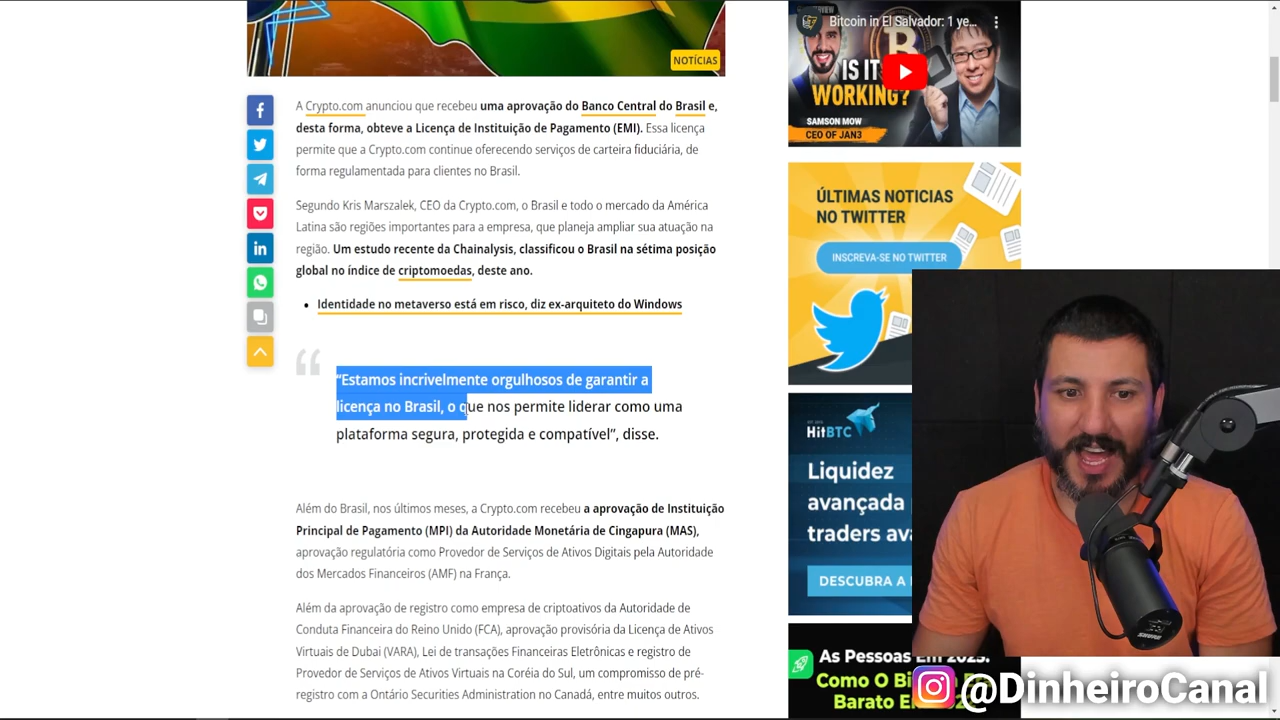 NOTÍCIAS
A Crypto.com anunciou que recebeu uma aprovação do Banco Central do Brasil e,
desta forma, obteve a Licença de Instituição de Pagamento (EMI). Essa licença
permite que a Crypto.com continue oferecendo serviços de carteira fiduciária, de
forma regulamentada para clientes no Brasil.
Segundo Kris Marszalek, CEO da Crypto.com, o Brasil e todo o mercado da América
Latina são regiões importantes para a empresa, que planeja ampliar sua atuação na
região. Um estudo recente da Chainalysis, classificou o Brasil na sétima posição
global no índice de criptomoedas, deste ano.
Identidade no metaverso está em risco, diz ex-arquiteto do Windows
“Estamos incrivelmente orgulhosos de garantir a
licença no Brasil, o que nos permite liderar como uma
plataforma segura, protegida e compatível”, disse.
Além do Brasil, nos últimos meses, a Crypto.com recebeu a aprovação de Instituição
Principal de Pagamento (MPI) da Autoridade Monetária de Cingapura (MAS),
aprovação regulatória como Provedor de Serviços de Ativos Digitais pela Autoridade
dos Mercados Financeiros (AMF) na França.
Além da aprovação de registro como empresa de criptoativos da Autoridade de
Conduta Financeira do Reino Unido (FCA), aprovação provisória da Licença de Ativos
Virtuais de Dubai (VARA), Lei de transações Financeiras Eletrônicas e registro de
Provedor de Serviços de Ativos Virtuais na Coréia do Sul, um compromisso de pré-
registro com a Ontário Securities Administration no Canadá, entre muitos outros.
Bitcoin in El Salvador: 1 ye...
IS IT
WORKING?
SAMSON MOW
CEO OF JAN3
ÚLTIMAS NOTICIAS
NO TWITTER
INSCREVA-SE NO TWITTER
HitBTC
Liquidez
avançada
traders
DESCUBRA A
As Pessoas Em 2025:
Como O
Barato
SHURE
@DinheiroCanal